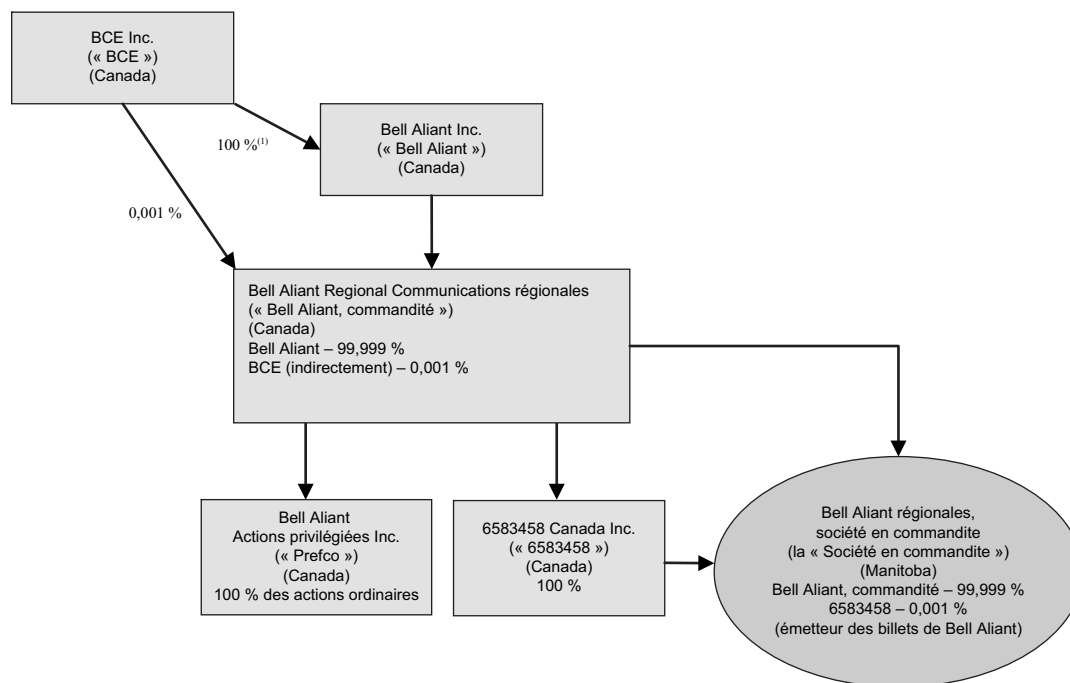 BCE Inc.
(« BCE »)
(Canada)
100 %(1)
Bell Aliant Inc.
(« Bell Aliant »)
(Canada)
0,001 %
Bell Aliant Regional Communications régionales
(« Bell Aliant, commandité »)
(Canada)
Bell Aliant – 99,999 %
BCE (indirectement) – 0,001 %
Bell Aliant
Actions privilégiées Inc.
(« Prefco »)
(Canada)
100 % des actions ordinaires
6583458 Canada Inc.
(« 6583458 »)
(Canada)
100 %
Bell Aliant régionales,
société en commandite
(la « Société en commandite »)
(Manitoba)
Bell Aliant, commandité – 99,999 %
6583458 – 0,001 %
(émetteur des billets de Bell Aliant)